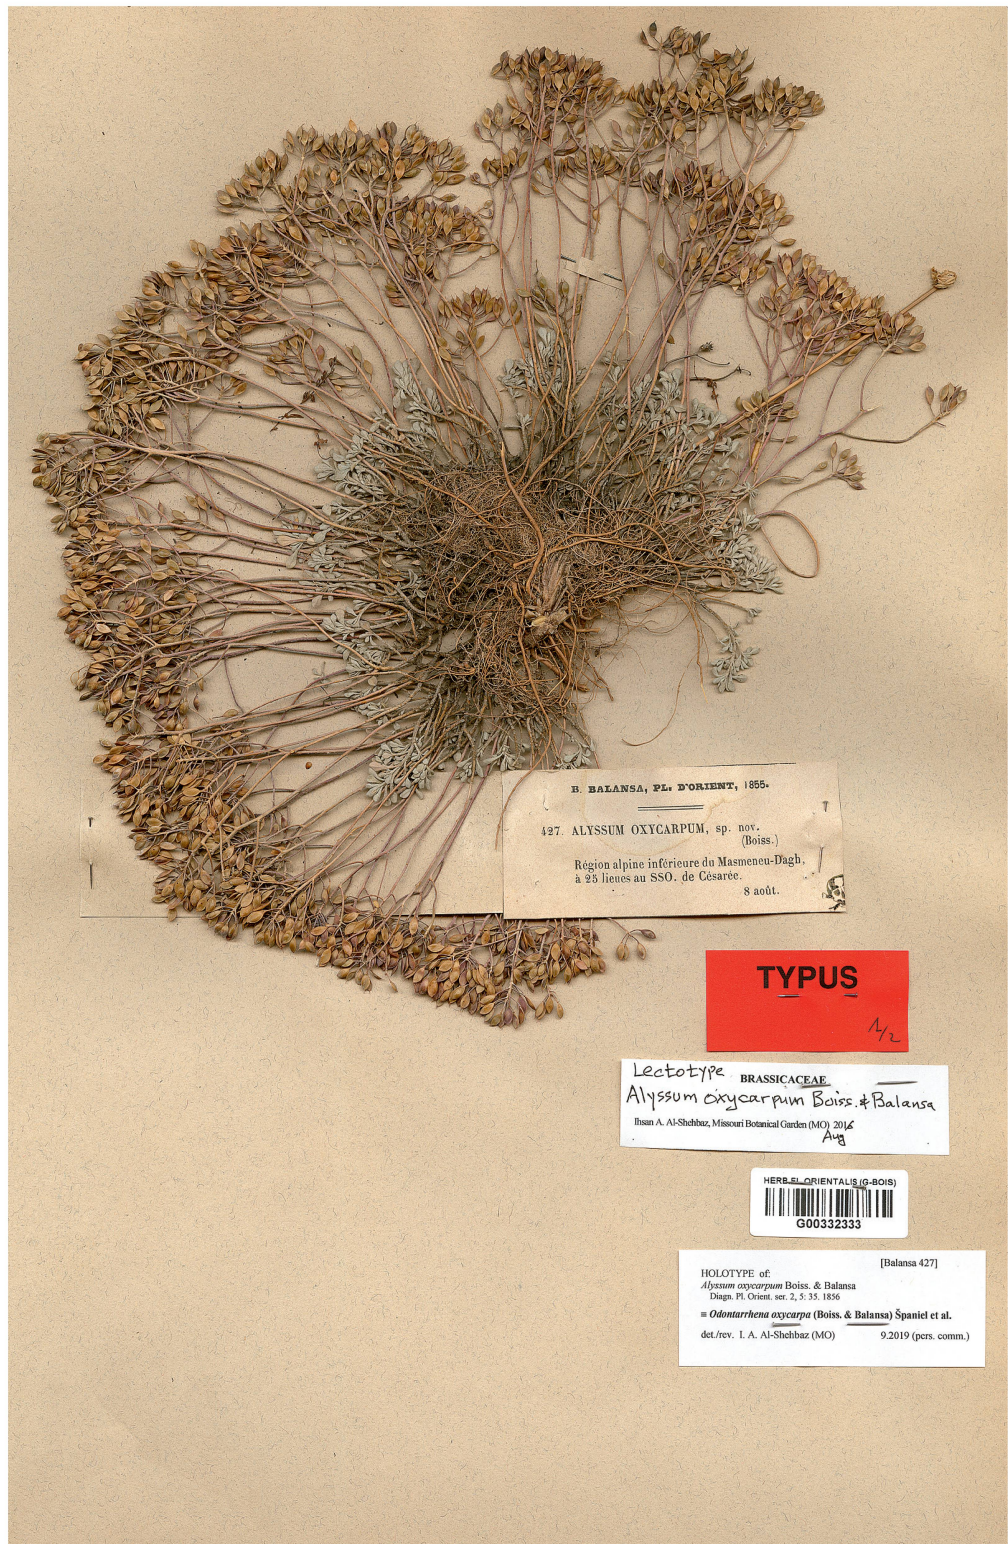 B. BALANSA, PL. D'ORIENT, 1855.
427. ALYSSUM OXYCARPUM, sp. nov.
(Boiss.)
Région alpine inférieure du Masmeneu-Dagh,
à 25 lieues au SSO. de Césarée.
8 août.
TYPUS
1/2
Lectotype
BRASSICACEAE
Alyssum oxycarpum Boiss. & Balansa
Ihsan A. Al-Shehbaz, Missouri Botanical Garden (MO) 2016
Aug
HERB. FL. ORIENTALIS (G-BOIS)
G00332333
[Balansa 427]
HOLOTYPE of:
Alyssum oxycarpum Boiss. & Balansa
Diagn. Pl. Orient. ser. 2, 5: 35. 1856
≡ Odontarrhena oxycarpa (Boiss. & Balansa) Španiel et al.
det./rev. I. A. Al-Shehbaz (MO) 9.2019 (pers. comm.)